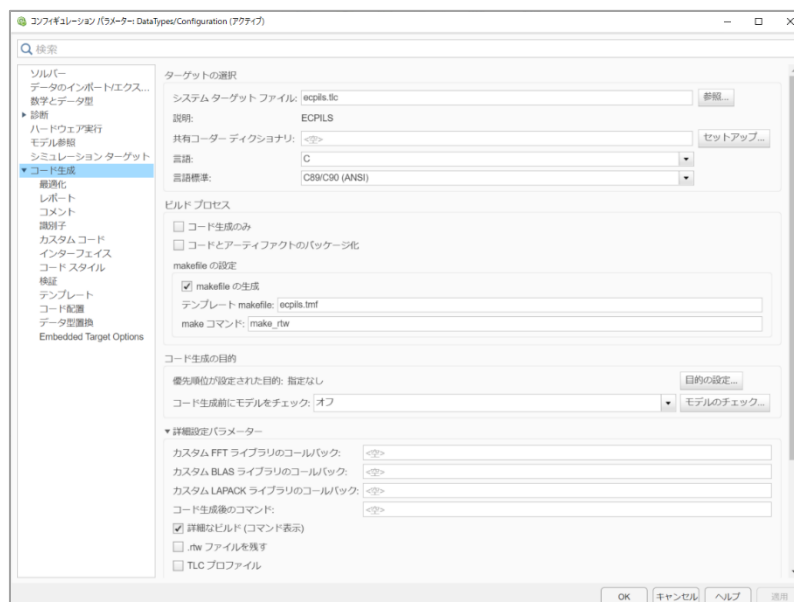 コンフィギュレーション パラメーター: DataTypes/Configuration (アクティブ)
検索
ソルバー
データのインポート/エクス...
数学とデータ型
診断
ハードウェア実行
モデル参照
シミュレーション ターゲット
コード生成
最適化
レポート
コメント
識別子
カスタム コード
インターフェイス
コード スタイル
検証
テンプレート
コード配置
データ型置換
Embedded Target Options
ターゲットの選択
システム ターゲット ファイル: ecpils.tlc 参照...
説明: ECPILS
共有コーダー ディクショナリ: <空> セットアップ...
言語: C
言語標準: C89/C90 (ANSI)
ビルド プロセス
コード生成のみ
コードとアーティファクトのパッケージ化
makefile の設定
makefile の生成
テンプレート makefile: ecpils.tmf
make コマンド: make_rtw
コード生成の目的
優先順位が設定された目的: 指定なし 目的の設定...
コード生成前にモデルをチェック: オフ モデルのチェック...
詳細設定パラメーター
カスタム FFT ライブラリのコールバック: <空>
カスタム BLAS ライブラリのコールバック: <空>
カスタム LAPACK ライブラリのコールバック: <空>
コード生成後のコマンド: <空>
詳細なビルド (コマンド表示)
.rtw ファイルを残す
TLC プロファイル
OK キャンセル ヘルプ 適用